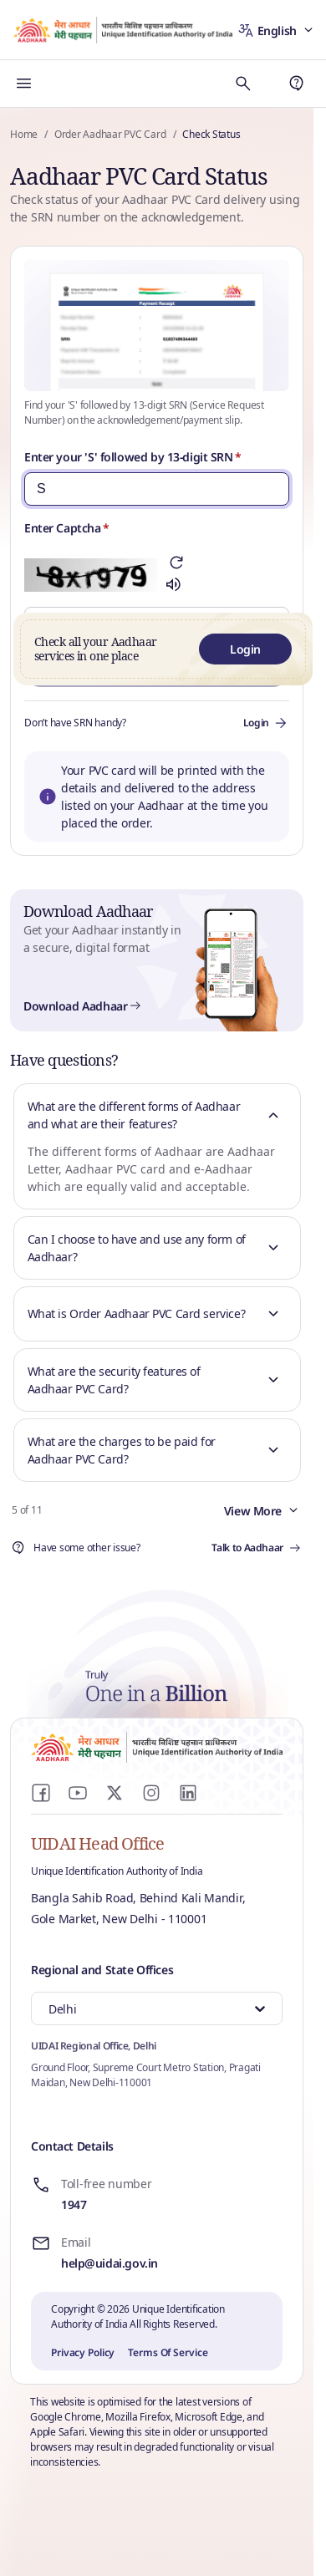 मेरा आधार
मेरी पहचान
AADHAAR
भारतीय विशिष्ट पहचान प्राधिकरण
Unique Identification Authority of India
English
Home / Order Aadhaar PVC Card / Check Status
Aadhaar PVC Card Status
Check status of your Aadhaar PVC Card delivery using
the SRN number on the acknowledgement.
Payment Receipt
SRN
Find your 'S' followed by 13-digit SRN (Service Request
Number) on the acknowledgement/payment slip.
Enter your 'S' followed by 13-digit SRN *
S
Enter Captcha *
8xr979
Check all your Aadhaar
services in one place
Login
Don't have SRN handy?
Login
Your PVC card will be printed with the
details and delivered to the address
listed on your Aadhaar at the time you
placed the order.
Download Aadhaar
Get your Aadhaar instantly in
a secure, digital format
Download Aadhaar
Have questions?
What are the different forms of Aadhaar
and what are their features?
The different forms of Aadhaar are Aadhaar
Letter, Aadhaar PVC card and e-Aadhaar
which are equally valid and acceptable.
Can I choose to have and use any form of
Aadhaar?
What is Order Aadhaar PVC Card service?
What are the security features of
Aadhaar PVC Card?
What are the charges to be paid for
Aadhaar PVC Card?
5 of 11
View More
Have some other issue?
Talk to Aadhaar
Truly
One in a Billion
मेरा आधार
मेरी पहचान
AADHAAR
भारतीय विशिष्ट पहचान प्राधिकरण
Unique Identification Authority of India
UIDAI Head Office
Unique Identification Authority of India
Bangla Sahib Road, Behind Kali Mandir,
Gole Market, New Delhi - 110001
Regional and State Offices
Delhi
UIDAI Regional Office, Delhi
Ground Floor, Supreme Court Metro Station, Pragati
Maidan, New Delhi-110001
Contact Details
Toll-free number
1947
Email
help@uidai.gov.in
Copyright © 2026 Unique Identification
Authority of India All Rights Reserved.
Privacy Policy Terms Of Service
This website is optimised for the latest versions of
Google Chrome, Mozilla Firefox, Microsoft Edge, and
Apple Safari. Viewing this site in older or unsupported
browsers may result in degraded functionality or visual
inconsistencies.